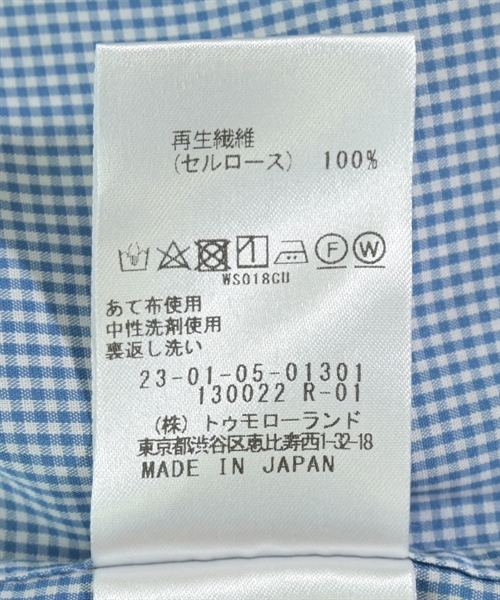 再生繊維
(セルロース) 100%
F W
WS018GU
あて布使用
中性洗剤使用
裏返し洗い
23-01-05-01301
130022 R-01
(株) トゥモローランド
東京都渋谷区恵比寿西1-32-18
MADE IN JAPAN